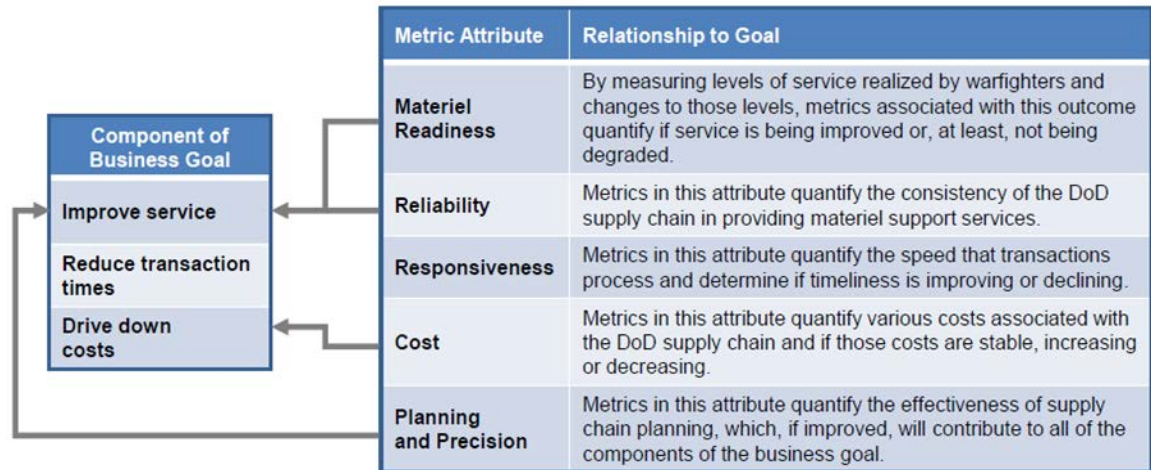 Component of
Business Goal
Improve service
Reduce transaction
times
Drive down
costs
Metric Attribute
Relationship to Goal
Materiel
Readiness
By measuring levels of service realized by warfighters and
changes to those levels, metrics associated with this outcome
quantify if service is being improved or, at least, not being
degraded.
Reliability
Metrics in this attribute quantify the consistency of the DoD
supply chain in providing materiel support services.
Responsiveness
Metrics in this attribute quantify the speed that transactions
process and determine if timeliness is improving or declining.
Cost
Metrics in this attribute quantify various costs associated with
the DoD supply chain and if those costs are stable, increasing
or decreasing.
Planning
and Precision
Metrics in this attribute quantify the effectiveness of supply
chain planning, which, if improved, will contribute to all of the
components of the business goal.